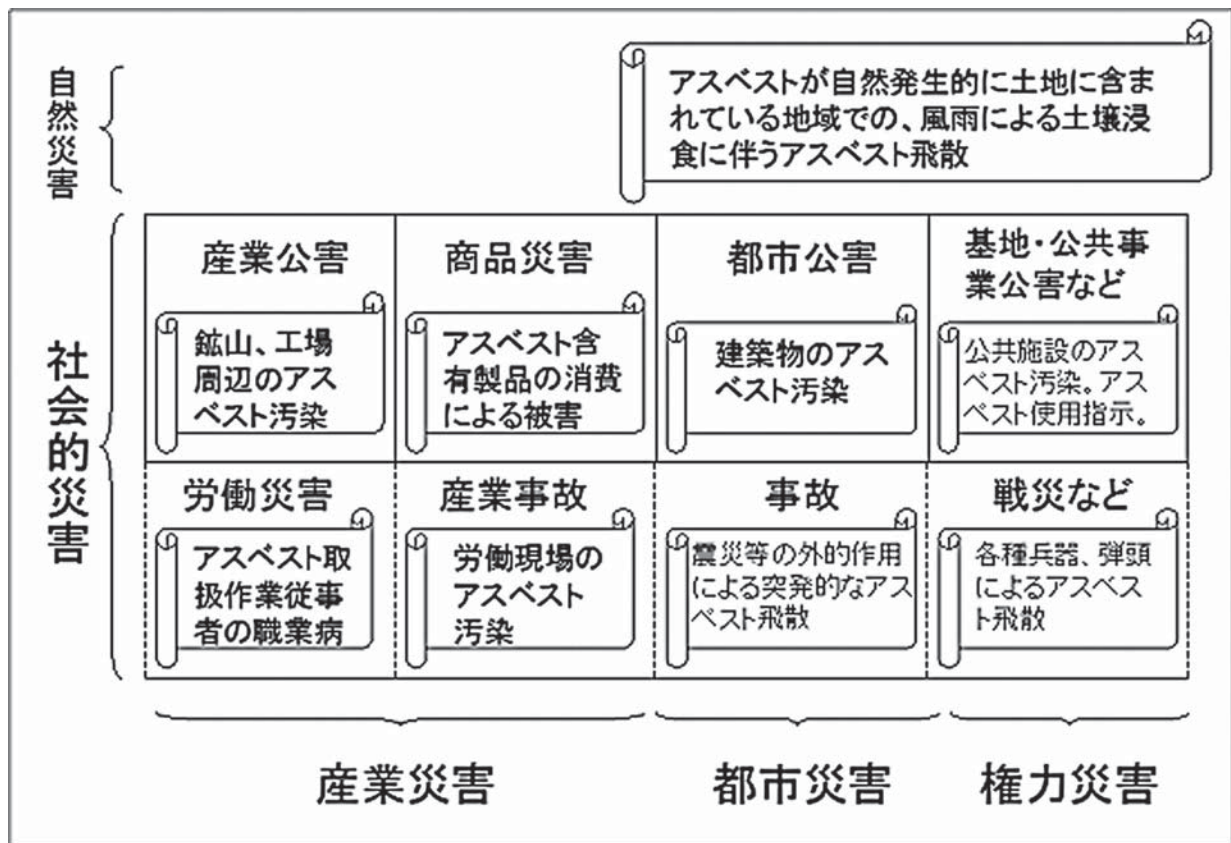 自然災害
アスベストが自然発生的に土地に含ま
れている地域での、風雨による土壌浸
食に伴うアスベスト飛散
社会的災害
産業公害
鉱山、工場
周辺のアス
ベスト汚染
商品災害
アスベスト含
有製品の消費
による被害
都市公害
建築物のアス
ベスト汚染
基地・公共事
業公害など
公共施設のアス
ベスト汚染。アス
ベスト使用指示。
労働災害
アスベスト取
扱作業従事
者の職業病
産業事故
労働現場の
アスベスト
汚染
事故
震災等の外的作用
による突発的なアス
ベスト飛散
戦災など
各種兵器、弾頭
によるアスベス
ト飛散
産業災害
都市災害
権力災害